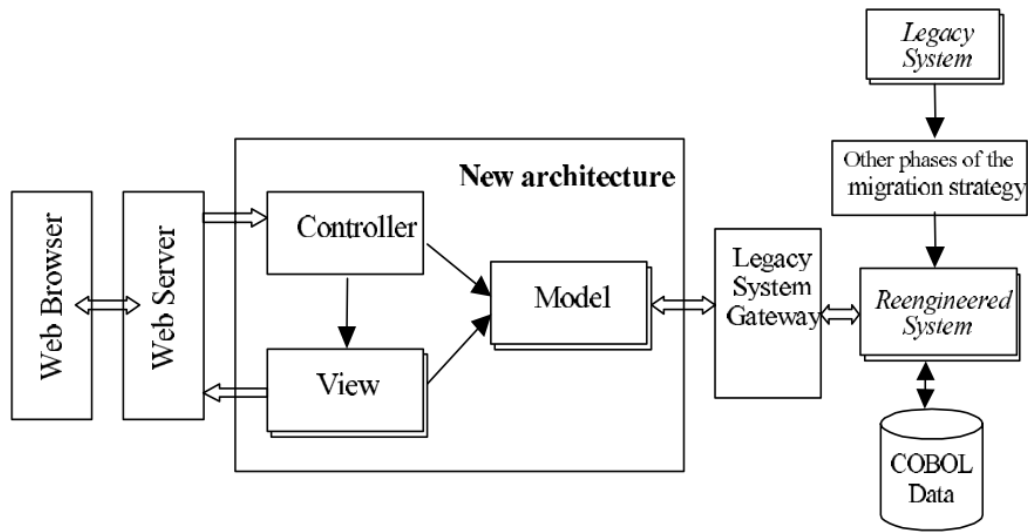 Legacy
System
Other phases of the
migration strategy
New architecture
Web Browser
Web Server
Controller
View
Model
Legacy
System
Gateway
Reengineered
System
COBOL
Data